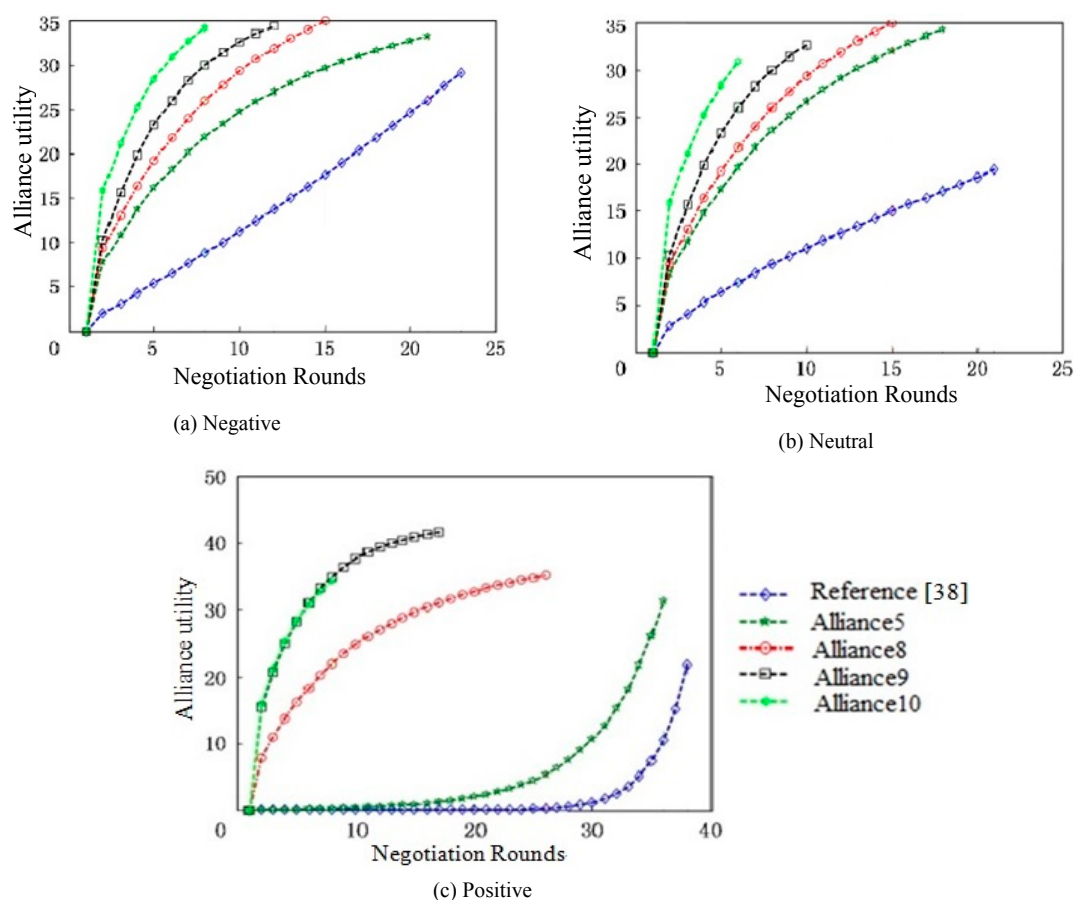 35
30
25
20
15
10
5
0
5
10
15
20
25
Alliance utility
Negotiation Rounds
(a) Negative
35
30
25
20
15
10
5
0
5
10
15
20
25
Alliance utility
Negotiation Rounds
(b) Neutral
50
40
30
20
10
0
10
20
30
40
Alliance utility
Negotiation Rounds
(c) Positive
Reference [38]
Alliance5
Alliance8
Alliance9
Alliance10